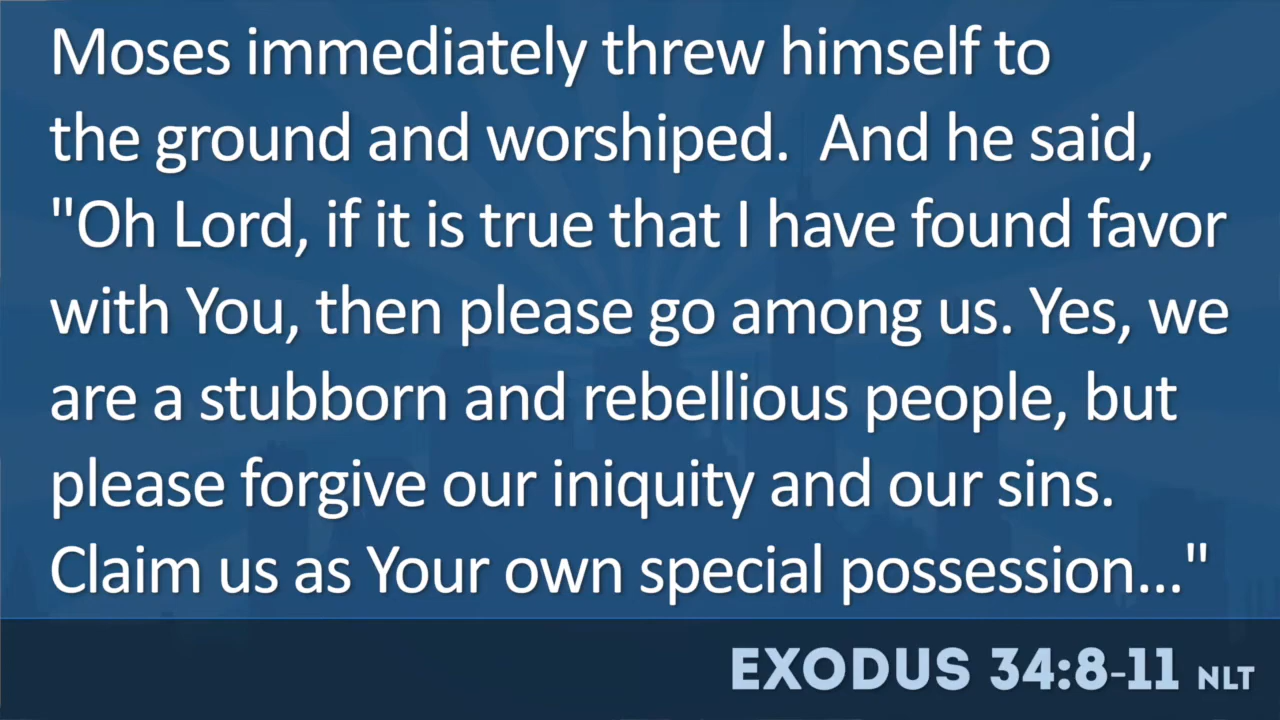 Moses immediately threw himself to
the ground and worshiped.  And he said,
"Oh Lord, if it is true that I have found favor
with You, then please go among us. Yes, we
are a stubborn and rebellious people, but
please forgive our iniquity and our sins.
Claim us as Your own special possession..."
EXODUS 34:8-11 NLT